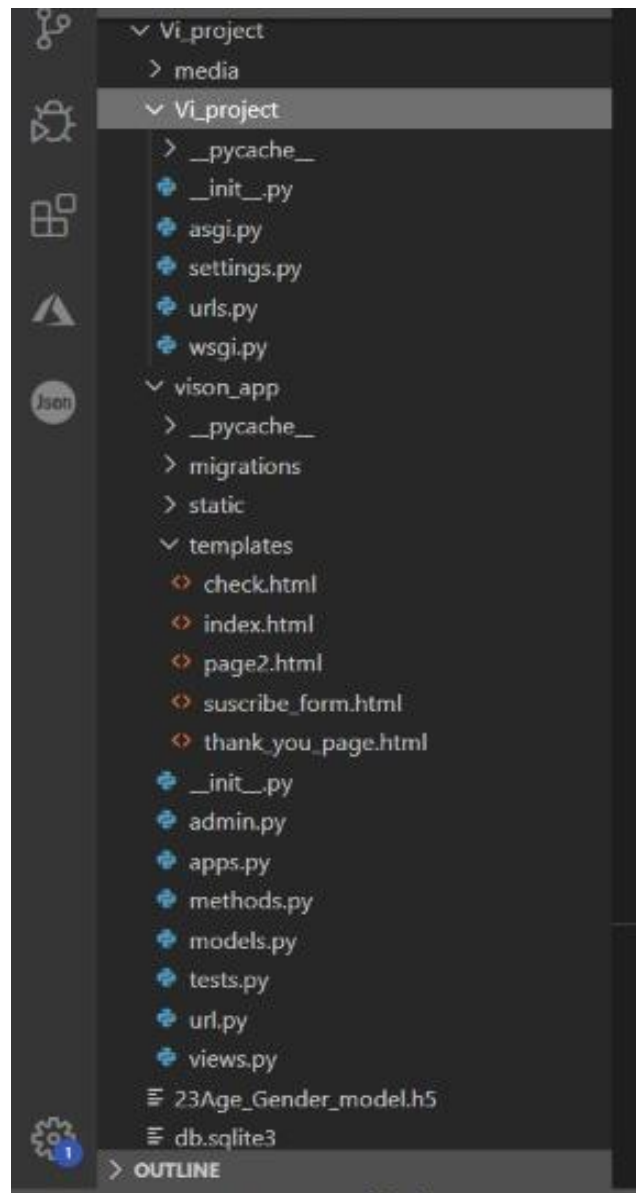 Vi_project
media
Vi_project
__pycache__
__init__.py
asgi.py
settings.py
urls.py
wsgi.py
Json
vison_app
__pycache__
migrations
static
templates
check.html
index.html
page2.html
suscribe_form.html
thank_you_page.html
__init__.py
admin.py
apps.py
methods.py
models.py
tests.py
url.py
views.py
23Age_Gender_model.h5
db.sqlite3
1
OUTLINE